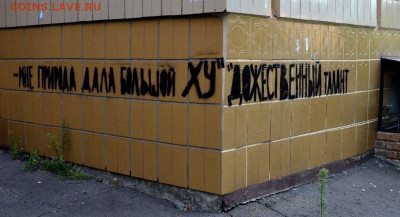 COINS.LAVE.RU
-МНЕ ПРИРОДА ДАЛА БОЛЬШОЙ ХУ" "ДОЖЕСТВЕННЫЙ ТАЛАНТ